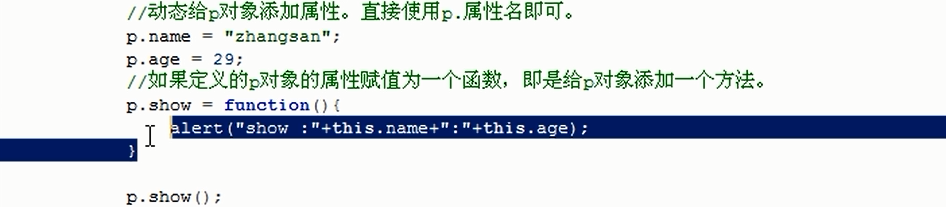 //动态给p对象添加属性。直接使用p.属性名即可。
p.name = "zhangsan";
p.age = 29;
//如果定义的p对象的属性赋值为一个函数，即是给p对象添加一个方法。
p.show = function(){
alert("show :"+this.name+":"+this.age);
}
p.show();